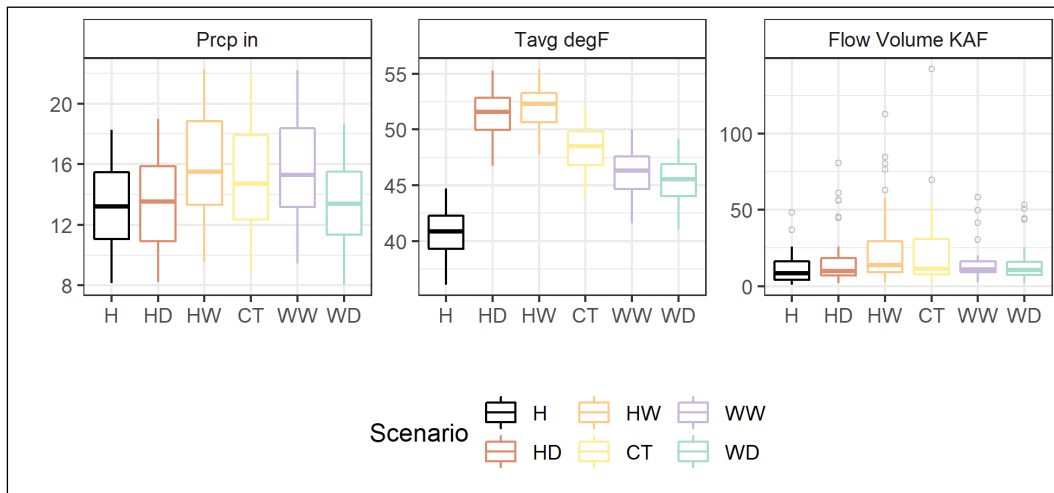 Prcp in Tavg degF Flow Volume KAF
20
16
12
8
55
50
45
40
100
50
0
H HD HW CT WW WD H HD HW CT WW WD H HD HW CT WW WD
Scenario
H HW WW
HD CT WD